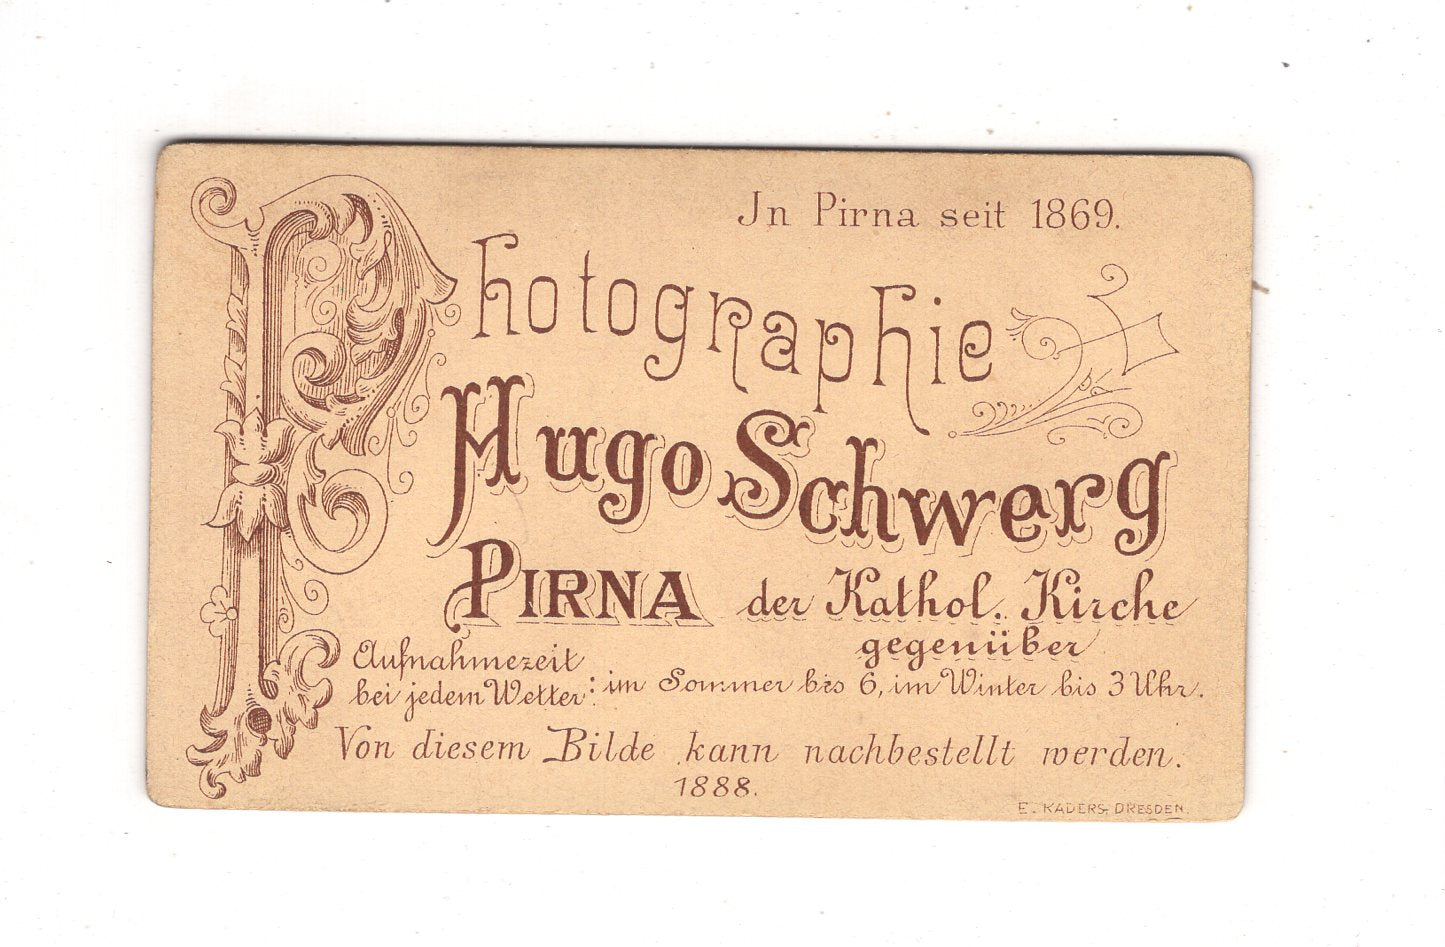 Jn Pirna seit 1869.
Photographie
Hugo Schwerg
PIRNA der Kathol. Kirche
gegenüber
Aufnahmezeit
bei jedem Wetter: im Sommer bis 6, im Winter bis 3 Uhr.
Von diesem Bilde kann nachbestellt werden.
1888.
E. KADERS, DRESDEN.